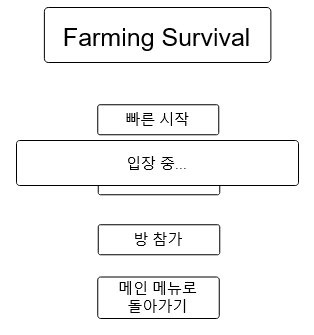 Farming Survival
빠른 시작
입장 중...
방 참가
메인 메뉴로
돌아가기